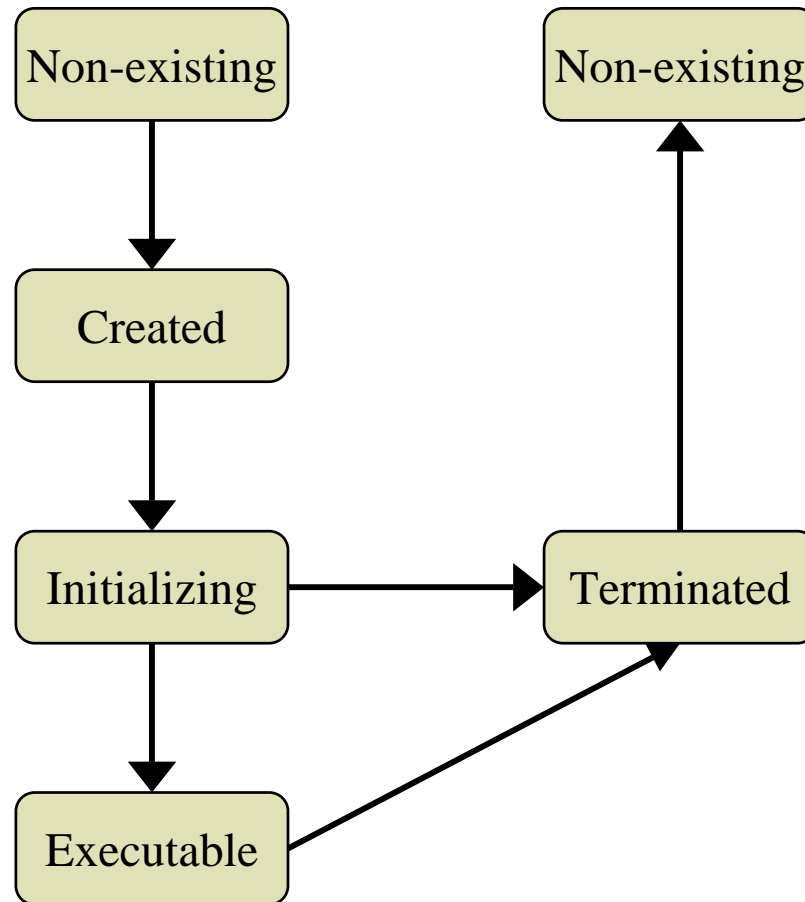 Non-existing
Non-existing
Created
Initializing
Terminated
Executable